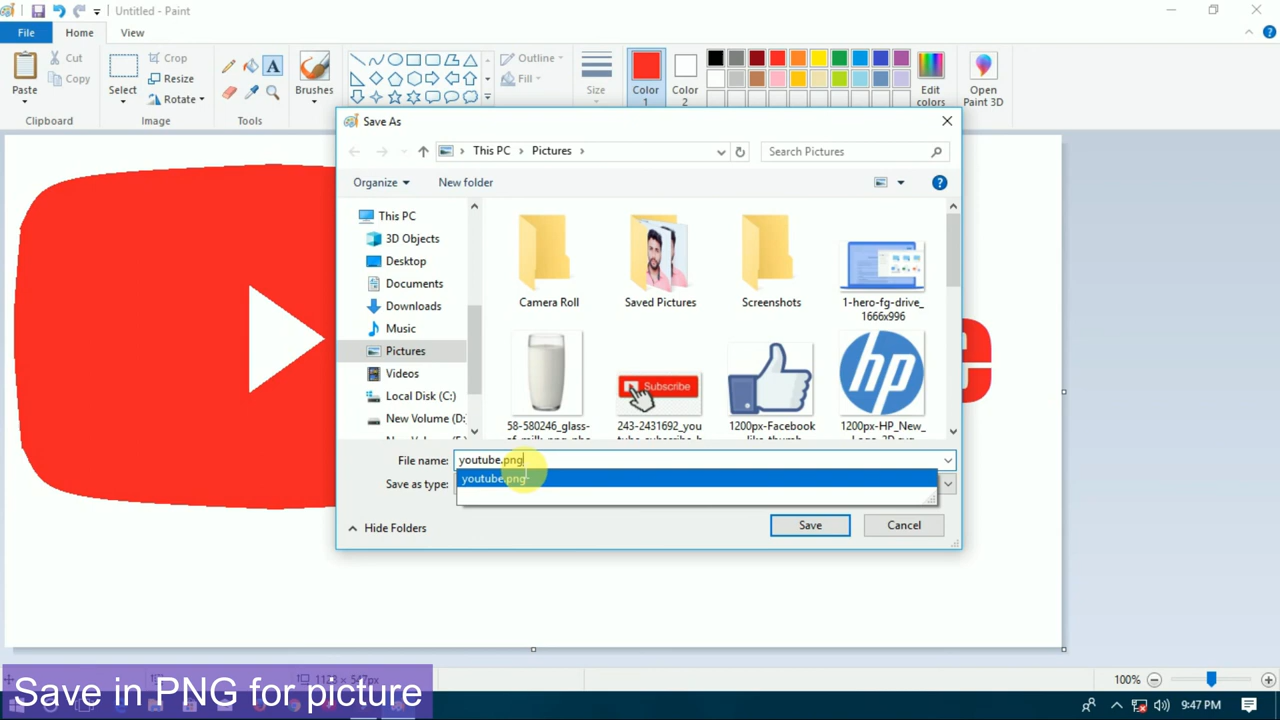 Untitled - Paint
File
Home
View
Paste
Cut
Copy
Clipboard
Select
Crop
Resize
Rotate
Image
A
Tools
Brushes
Outline
Fill
Size
Color
1
Color
2
Edit
colors
Open
Paint 3D
Save As
This PC
Pictures
Search Pictures
Organize
New folder
This PC
3D Objects
Desktop
Documents
Downloads
Music
Pictures
Videos
Local Disk (C:)
New Volume (D:
Camera Roll
Saved Pictures
Screenshots
1-hero-fg-drive_
1666x996
Subscribe
hp
58-580246_glass-
243-2431692_you
1200px-Facebook
1200px-HP_New_
File name:
youtube.png
youtube.png
Save as type:
Hide Folders
Save
Cancel
100%
Save in PNG for picture
9:47 PM